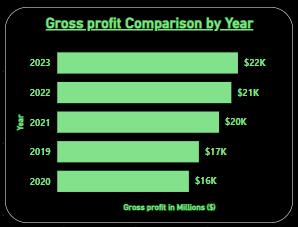 Gross profit Comparison by Year
2023 $22K
2022 $21K
2021 $20K
2019 $17K
2020 $16K
Year
Gross profit in Millions ($)